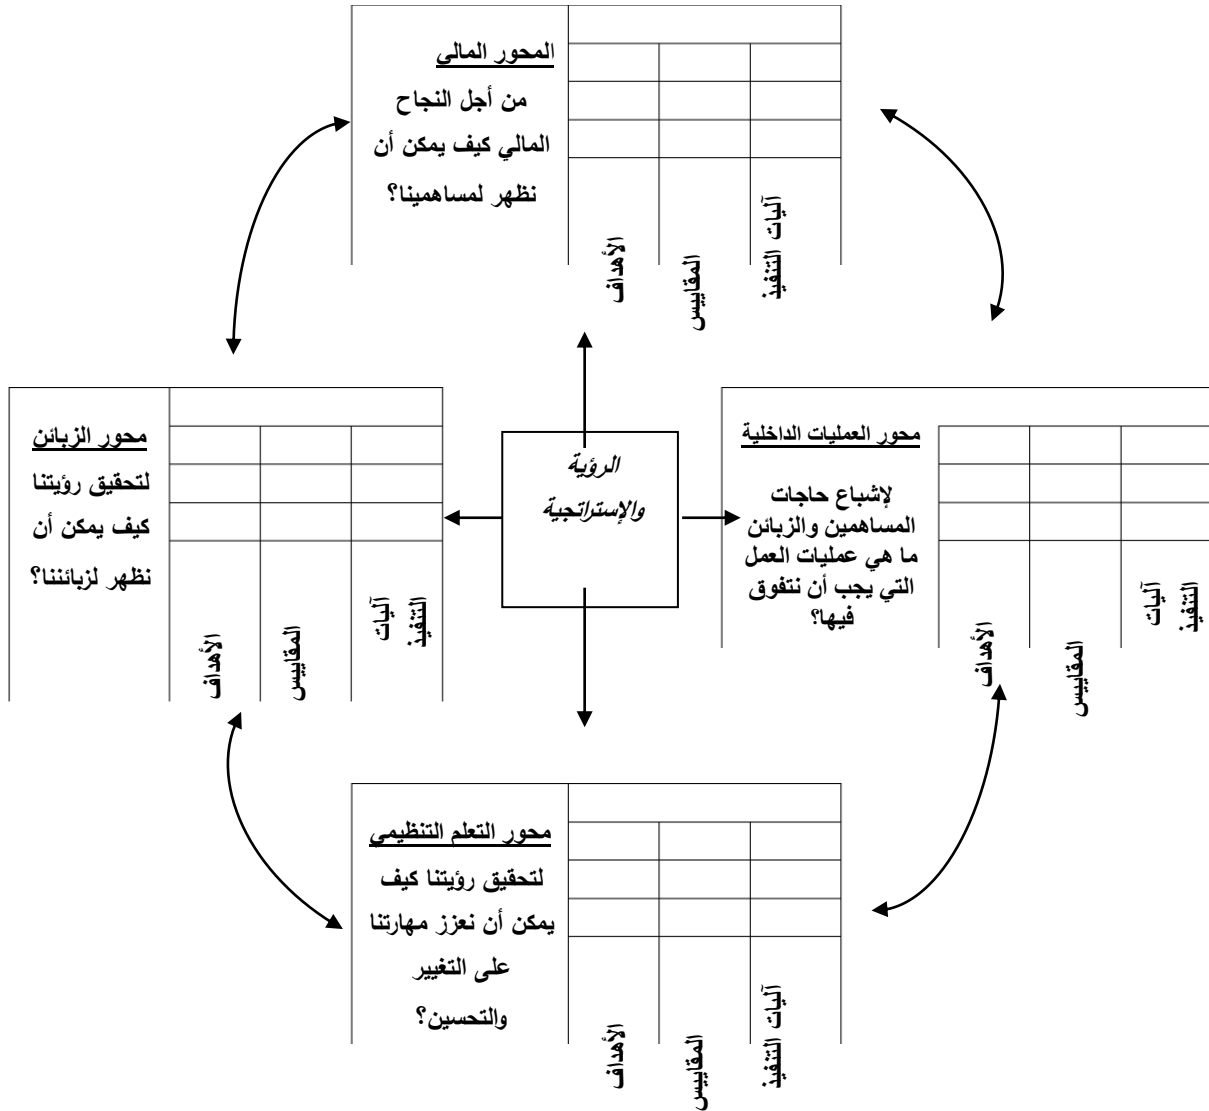 المحور المالي
من أجل النجاح
المالي كيف يمكن أن
نظهر لمساهمينا؟
الأهداف
المقاييس
آليات التنفيذ
محور العمليات الداخلية
لإشباع حاجات
المساهمين والزبائن
ما هي عمليات العمل
التي يجب أن نتفوق
فيها؟
الأهداف
المقاييس
آليات
التنفيذ
الرؤية
والإستراتجية
محور الزبائن
لتحقيق رؤيتنا
كيف يمكن أن
نظهر لزبائننا؟
الأهداف
المقاييس
آليات
التنفيذ
محور التعلم التنظيمي
لتحقيق رؤيتنا كيف
يمكن أن نعزز مهارتنا
على التغيير
والتحسين؟
الأهداف
المقاييس
آليات التنفيذ